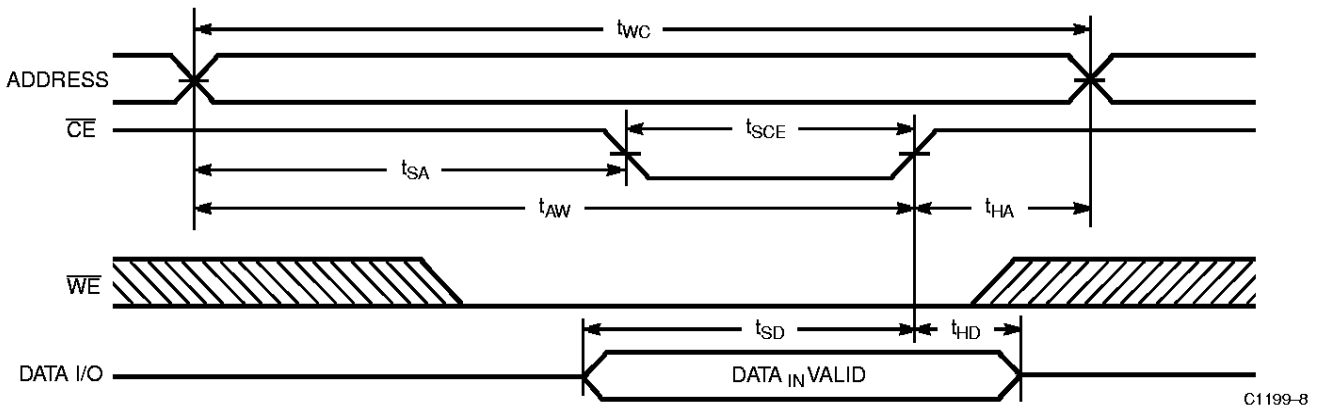 tWC
ADDRESS
CE
tSCE
tSA
tAW
tHA
WE
tSD
tHD
DATA I/O
DATA IN VALID
C1199–8